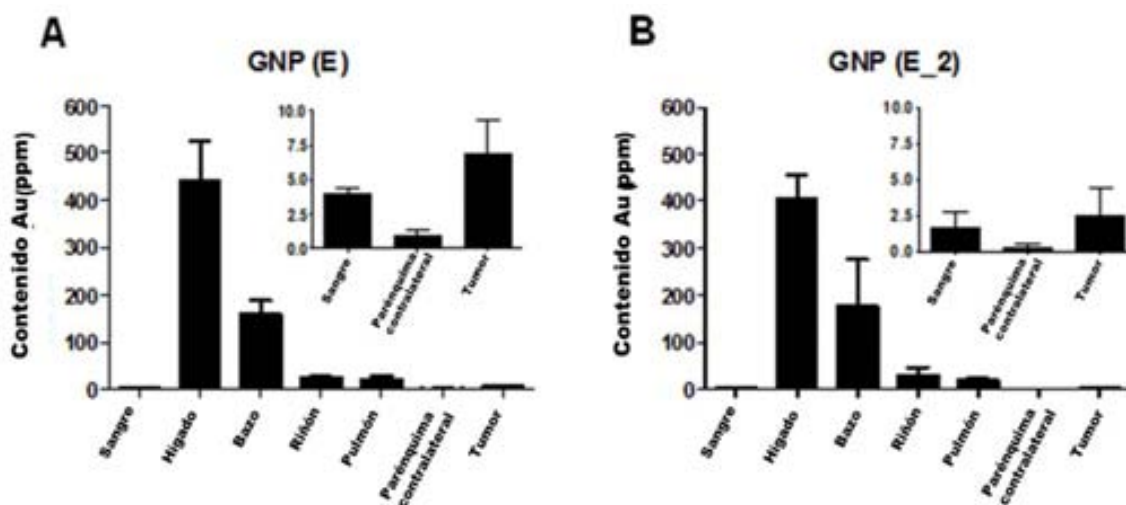 A
GNP (E)
Contenido Au(ppm)
600
500
400
300
200
100
0
10.0
7.5
5.0
2.5
0.0
Sangre
Parénquima
contralateral
Tumor
Sangre
Higado
Bazo
Riñón
Pulmón
Parénquima
contralateral
Tumor
B
GNP (E_2)
Contenido Au ppm)
600
500
400
300
200
100
0
10.0
7.5
5.0
2.5
0.0
Sangre
Parénquima
contralateral
Tumor
Sangre
Higado
Bazo
Riñón
Pulmón
Parénquima
contralateral
Tumor